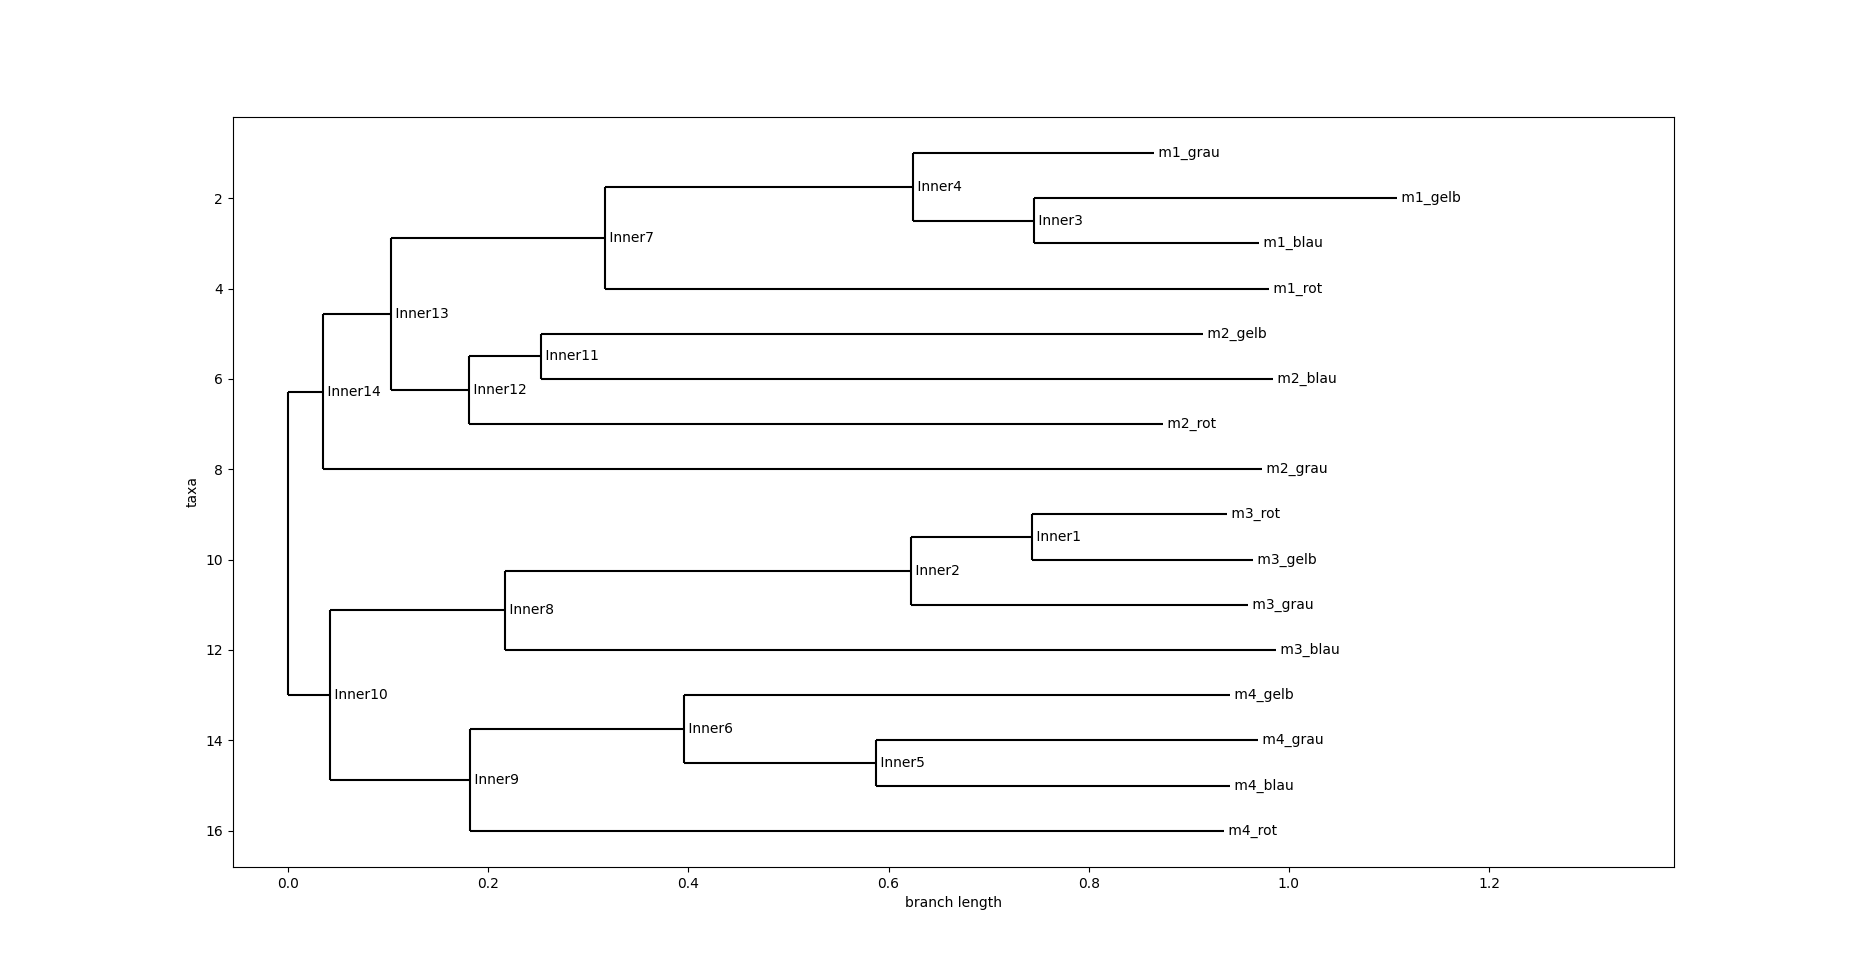 m1_grau
Inner4
2
m1_gelb
Inner3
Inner7
m1_blau
4
m1_rot
Inner13
m2_gelb
Inner11
6
m2_blau
Inner12
Inner14
m2_rot
8
m2_grau
taxa
m3_rot
Inner1
10
m3_gelb
Inner2
m3_grau
Inner8
12
m3_blau
Inner10
m4_gelb
Inner6
14
m4_grau
Inner5
Inner9
m4_blau
16
m4_rot
0.0 0.2 0.4 0.6 0.8 1.0 1.2
branch length